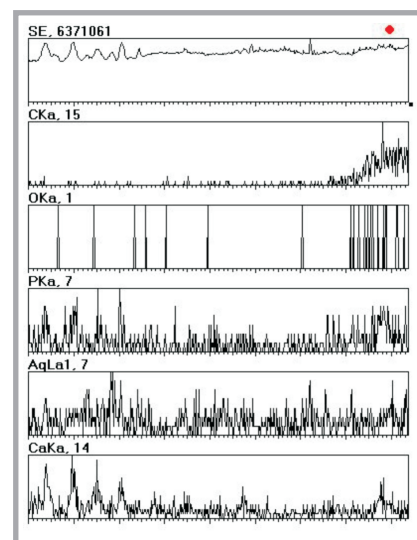 SE, 6371061
CKa, 15
OKa, 1
PKa, 7
AgLa1, 7
CaKa, 14